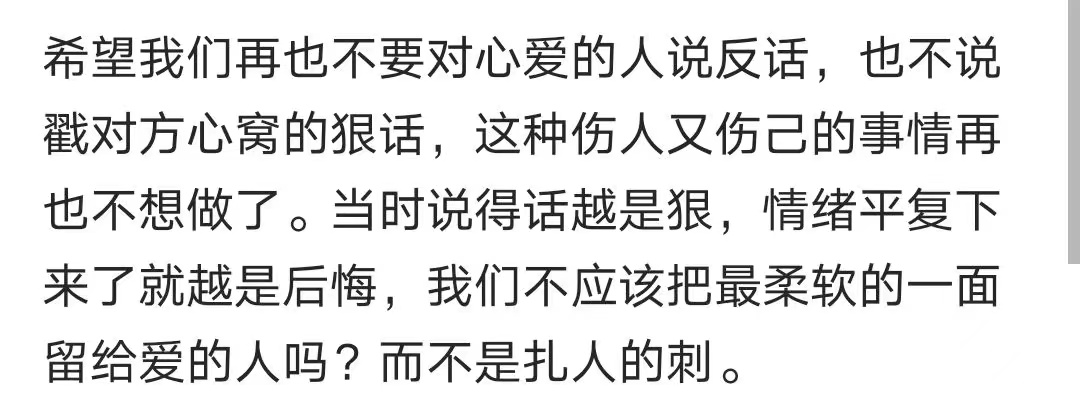 希望我们再也不要对心爱的人说反话，也不说
戳对方心窝的狠话，这种伤人又伤己的事情再
也不想做了。当时说得话越是狠，情绪平复下
来了就越是后悔，我们不应该把最柔软的一面
留给爱的人吗？而不是扎人的刺。